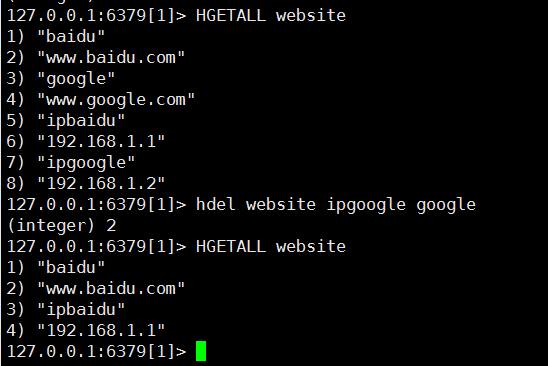 127.0.0.1:6379[1]> HGETALL website
1) "baidu"
2) "www.baidu.com"
3) "google"
4) "www.google.com"
5) "ipbaidu"
6) "192.168.1.1"
7) "ipgoogle"
8) "192.168.1.2"
127.0.0.1:6379[1]> hdel website ipgoogle google
(integer) 2
127.0.0.1:6379[1]> HGETALL website
1) "baidu"
2) "www.baidu.com"
3) "ipbaidu"
4) "192.168.1.1"
127.0.0.1:6379[1]>